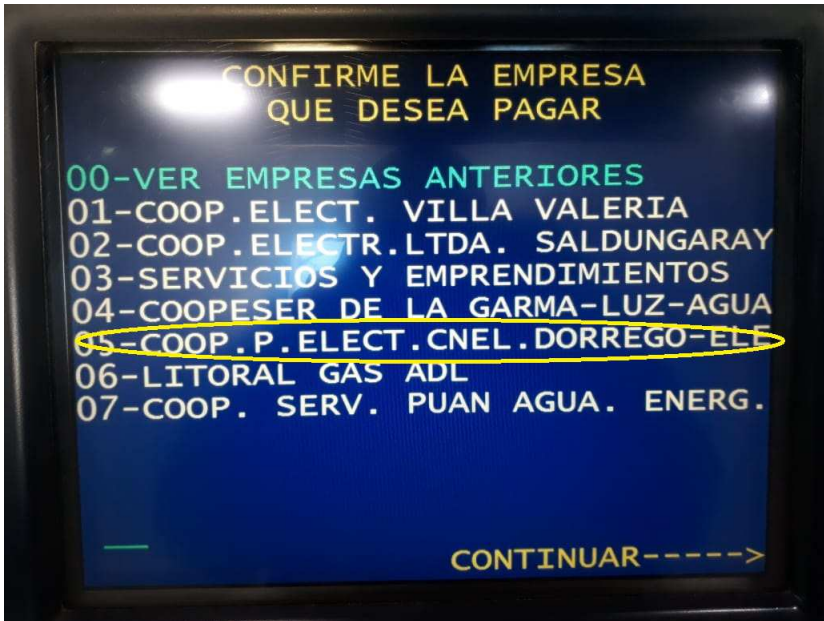 CONFIRME LA EMPRESA
QUE DESEA PAGAR
00-VER EMPRESAS ANTERIORES
01-COOP.ELECT. VILLA VALERIA
02-COOP.ELECTR.LTDA. SALDUNGARAY
03-SERVICIOS Y EMPRENDIMIENTOS
04-COOPESER DE LA GARMA-LUZ-AGUA
05-COOP.P.ELECT.CNEL.DORREGO-ELE
06-LITORAL GAS ADL
07-COOP. SERV. PUAN AGUA. ENERG.
CONTINUAR----->